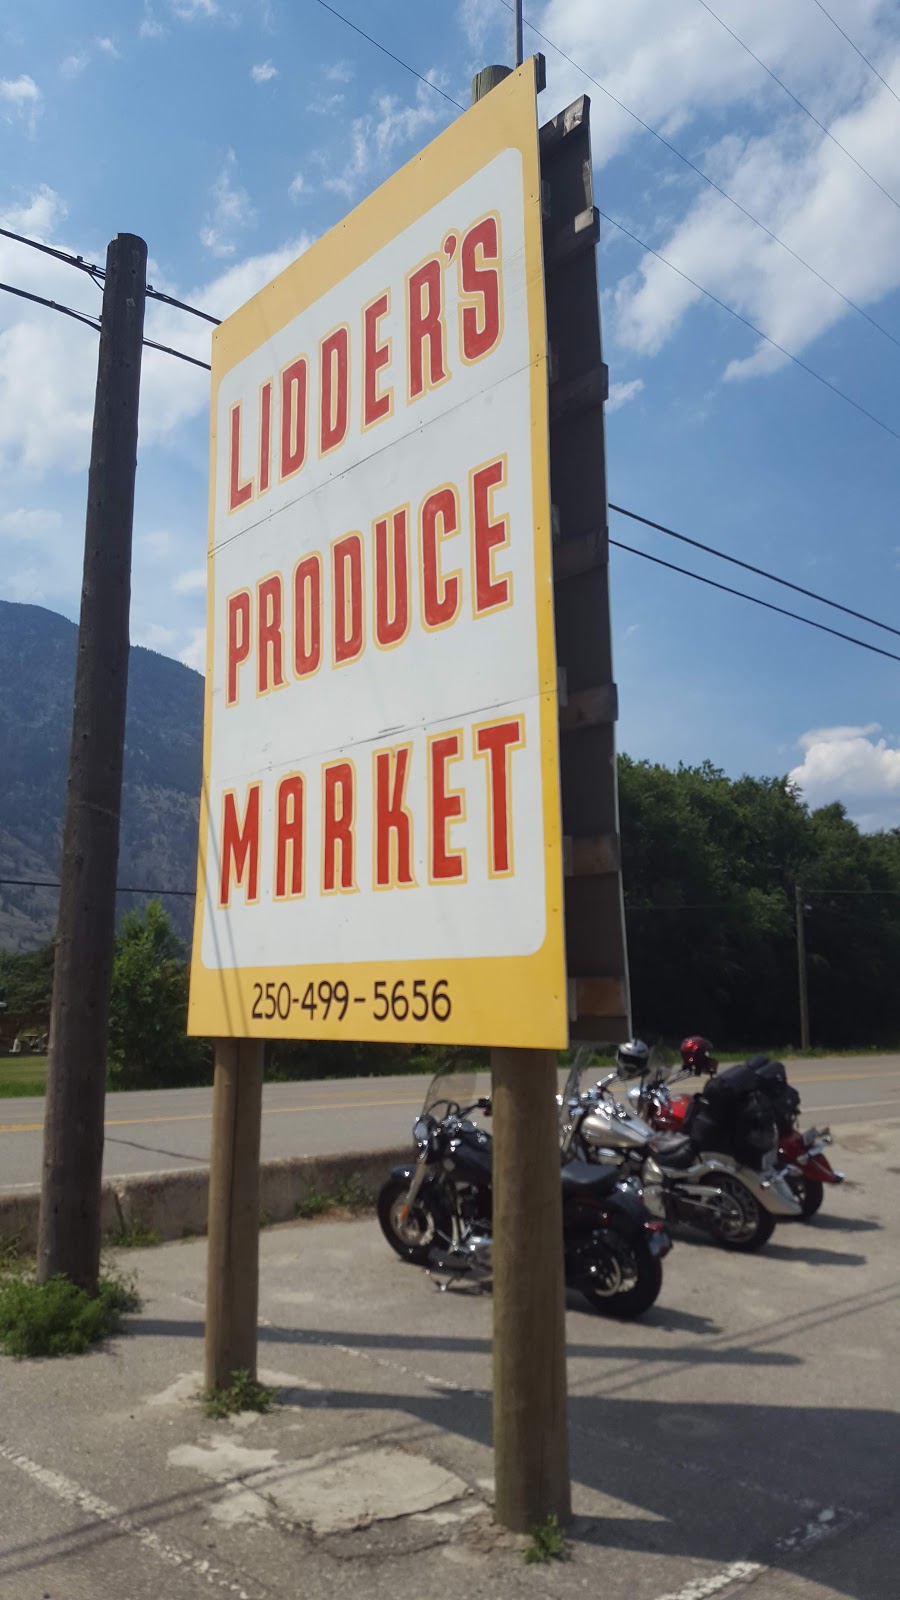 LIDDER'S
PRODUCE
MARKET
250-499-5656